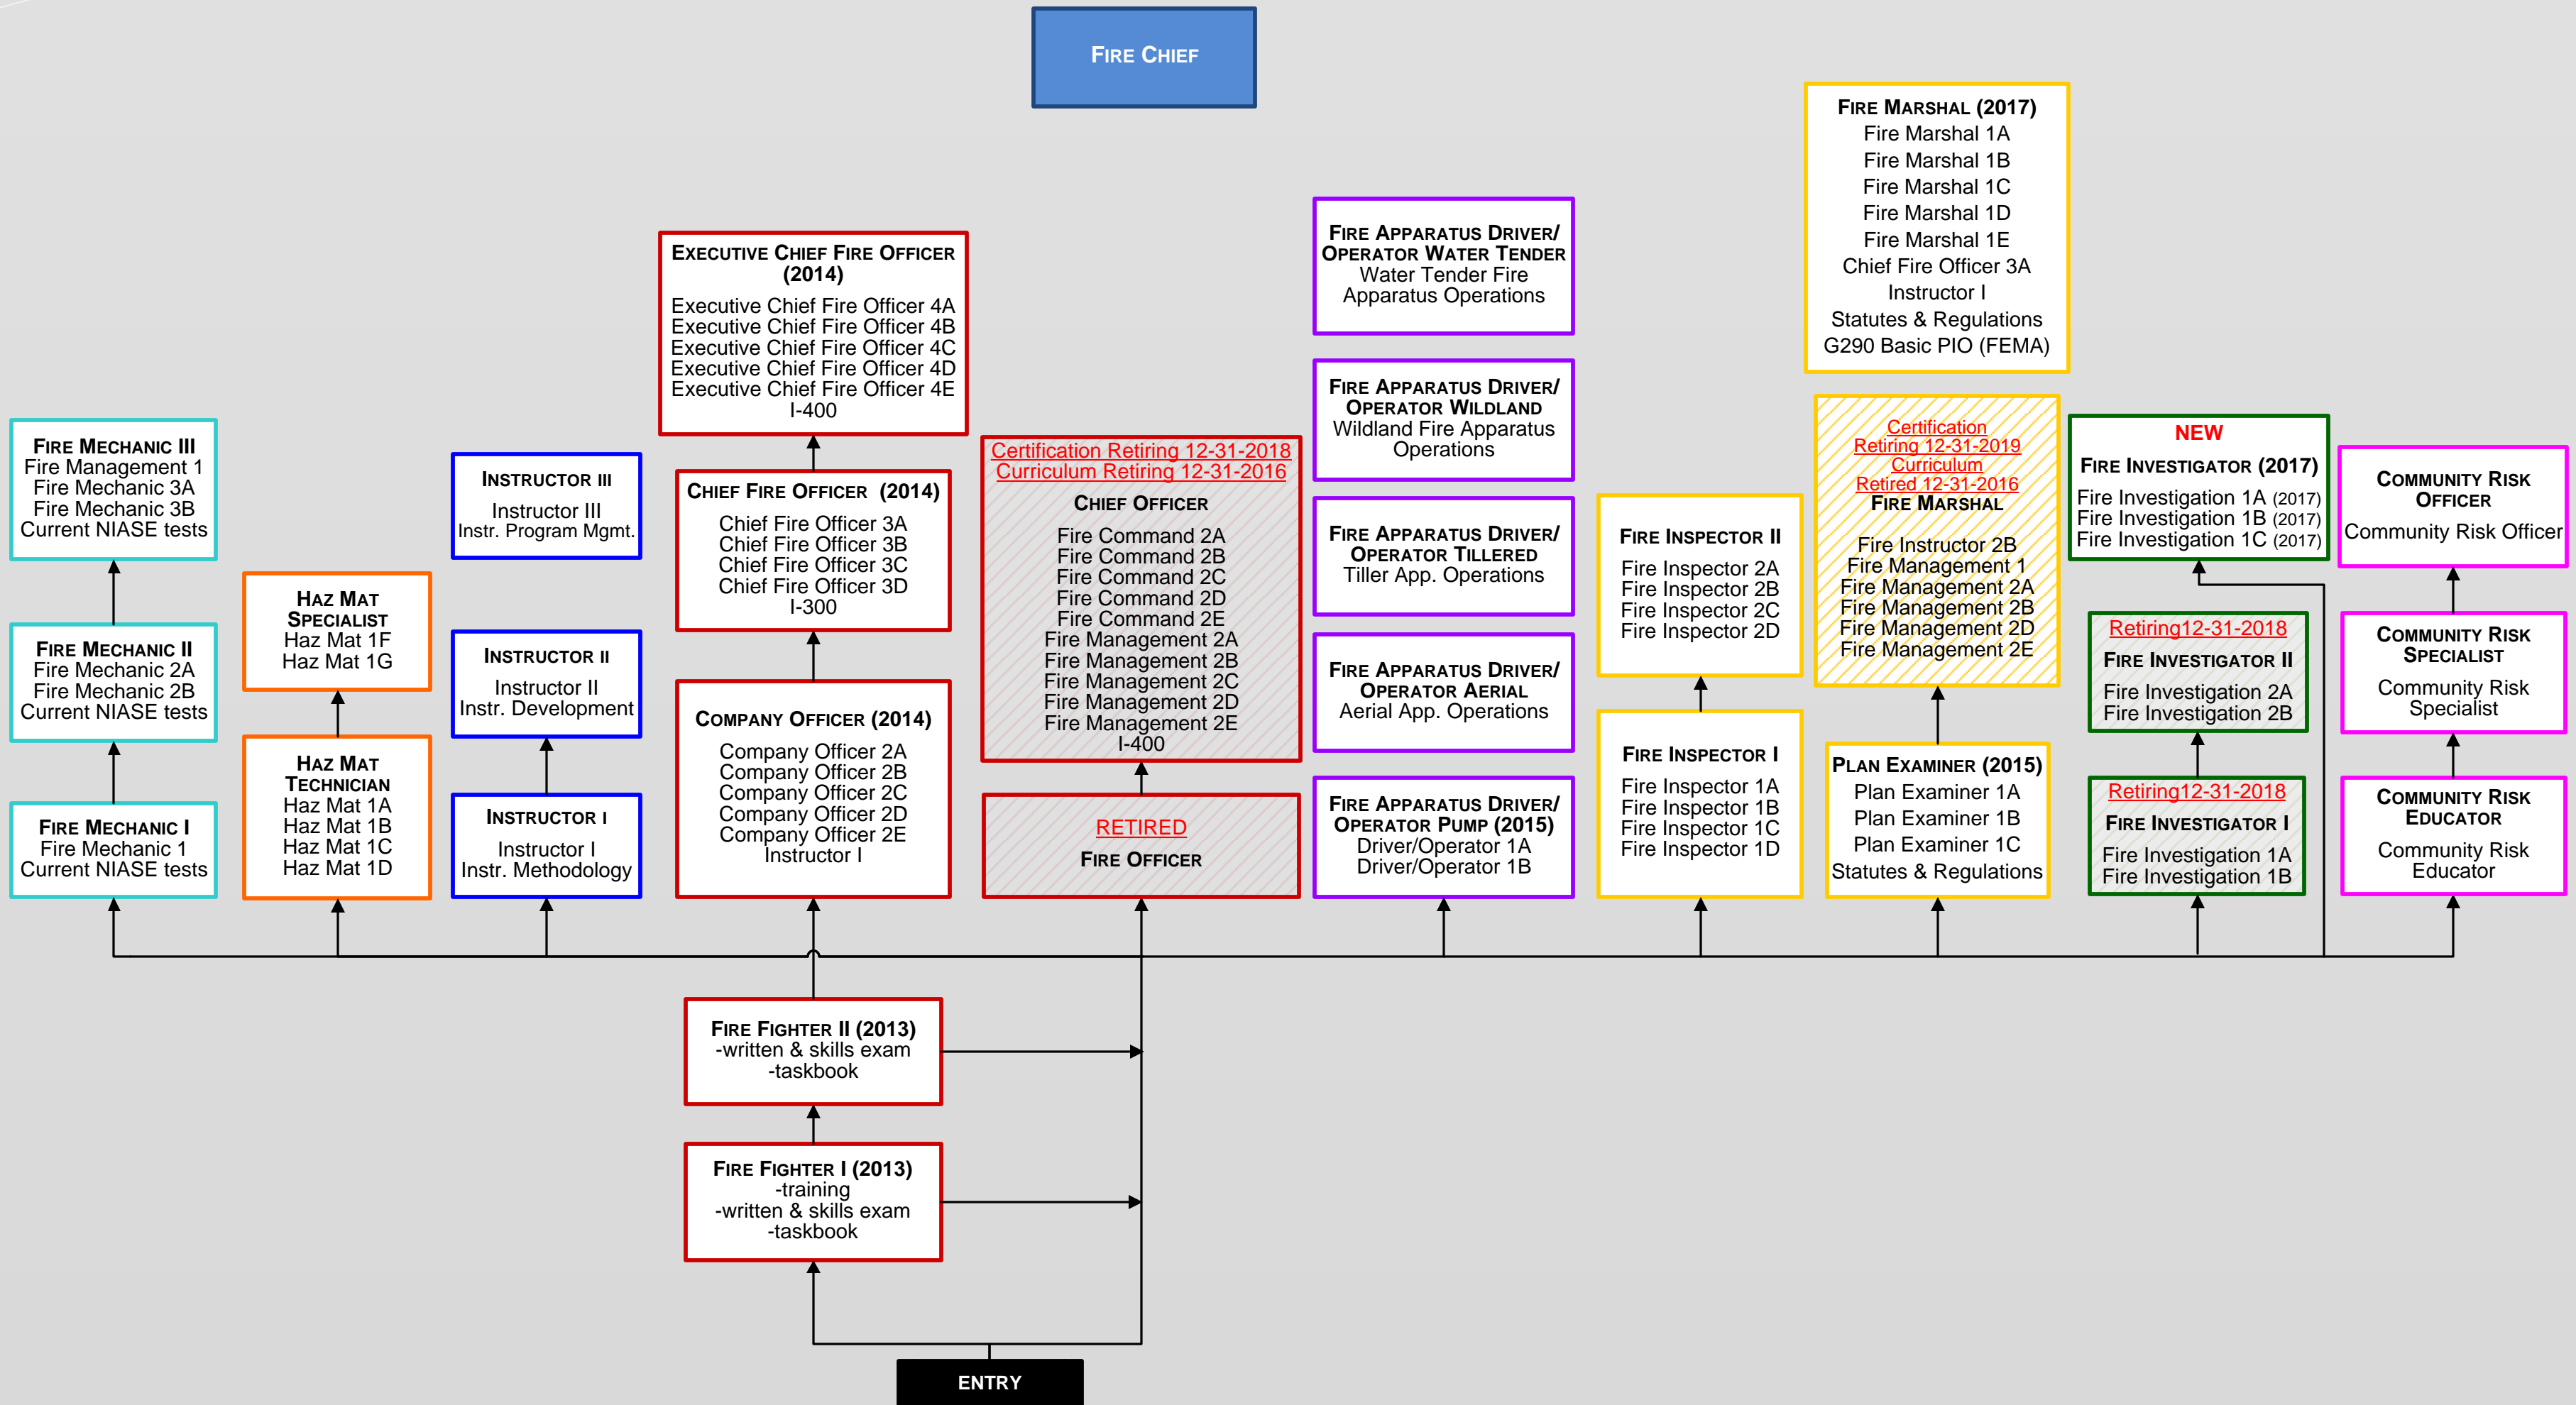 FIRE CHIEF
FIRE MARSHAL (2017)
Fire Marshal 1A
Fire Marshal 1B
Fire Marshal 1C
Fire Marshal 1D
Fire Marshal 1E
Chief Fire Officer 3A
Instructor I
Statutes & Regulations
G290 Basic PIO (FEMA)
FIRE MECHANIC III
Fire Management 1
Fire Mechanic 3A
Fire Mechanic 3B
Current NIASE tests
FIRE MECHANIC II
Fire Mechanic 2A
Fire Mechanic 2B
Current NIASE tests
FIRE MECHANIC I
Fire Mechanic 1
Current NIASE tests
HAZ MAT
SPECIALIST
Haz Mat 1F
Haz Mat 1G
HAZ MAT
TECHNICIAN
Haz Mat 1A
Haz Mat 1B
Haz Mat 1C
Haz Mat 1D
INSTRUCTOR III
Instructor III
Instr. Program Mgmt.
INSTRUCTOR II
Instructor II
Instr. Development
INSTRUCTOR I
Instructor I
Instr. Methodology
EXECUTIVE CHIEF FIRE OFFICER
(2014)
Executive Chief Fire Officer 4A
Executive Chief Fire Officer 4B
Executive Chief Fire Officer 4C
Executive Chief Fire Officer 4D
Executive Chief Fire Officer 4E
I-400
CHIEF FIRE OFFICER (2014)
Chief Fire Officer 3A
Chief Fire Officer 3B
Chief Fire Officer 3C
Chief Fire Officer 3D
I-300
COMPANY OFFICER (2014)
Company Officer 2A
Company Officer 2B
Company Officer 2C
Company Officer 2D
Company Officer 2E
Instructor I
Certification Retiring 12-31-2018
Curriculum Retiring 12-31-2016
CHIEF OFFICER
Fire Command 2A
Fire Command 2B
Fire Command 2C
Fire Command 2D
Fire Command 2E
Fire Management 2A
Fire Management 2B
Fire Management 2C
Fire Management 2D
Fire Management 2E
I-400
RETIRED
FIRE OFFICER
FIRE APPARATUS DRIVER/
OPERATOR WATER TENDER
Water Tender Fire
Apparatus Operations
FIRE APPARATUS DRIVER/
OPERATOR WILDLAND
Wildland Fire Apparatus
Operations
FIRE APPARATUS DRIVER/
OPERATOR TILLERED
Tiller App. Operations
FIRE APPARATUS DRIVER/
OPERATOR AERIAL
Aerial App. Operations
FIRE APPARATUS DRIVER/
OPERATOR PUMP (2015)
Driver/Operator 1A
Driver/Operator 1B
FIRE INSPECTOR II
Fire Inspector 2A
Fire Inspector 2B
Fire Inspector 2C
Fire Inspector 2D
FIRE INSPECTOR I
Fire Inspector 1A
Fire Inspector 1B
Fire Inspector 1C
Fire Inspector 1D
Certification
Retiring 12-31-2019
Curriculum
Retired 12-31-2016
FIRE MARSHAL
Fire Instructor 2B
Fire Management 1
Fire Management 2A
Fire Management 2B
Fire Management 2D
Fire Management 2E
PLAN EXAMINER (2015)
Plan Examiner 1A
Plan Examiner 1B
Plan Examiner 1C
Statutes & Regulations
NEW
FIRE INVESTIGATOR (2017)
Fire Investigation 1A (2017)
Fire Investigation 1B (2017)
Fire Investigation 1C (2017)
Retiring12-31-2018
FIRE INVESTIGATOR II
Fire Investigation 2A
Fire Investigation 2B
Retiring12-31-2018
FIRE INVESTIGATOR I
Fire Investigation 1A
Fire Investigation 1B
COMMUNITY RISK
OFFICER
Community Risk Officer
COMMUNITY RISK
SPECIALIST
Community Risk
Specialist
COMMUNITY RISK
EDUCATOR
Community Risk
Educator
FIRE FIGHTER II (2013)
-written & skills exam
-taskbook
FIRE FIGHTER I (2013)
-training
-written & skills exam
-taskbook
ENTRY